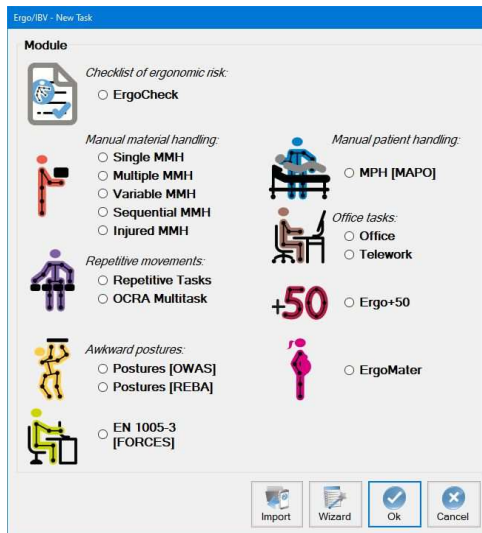 Ergo/IBV - New Task
Module
Checklist of ergonomic risk:
ErgoCheck
Manual material handling:
Single MMH
Multiple MMH
Variable MMH
Sequential MMH
Injured MMH
Repetitive movements:
Repetitive Tasks
OCRA Multitask
Awkward postures:
Postures [OWAS]
Postures [REBA]
EN 1005-3
[FORCES]
Manual patient handling:
MPH [MAPO]
Office tasks:
Office
Telework
+50
Ergo+50
ErgoMater
Import
Wizard
Ok
Cancel